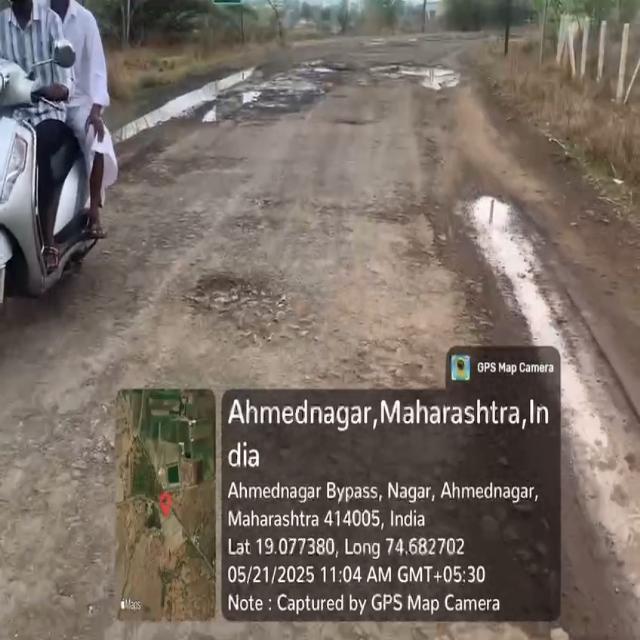 GPS Map Camera
Ahmednagar,Maharashtra,In
dia
Ahmednagar Bypass, Nagar, Ahmednagar,
Maharashtra 414005, India
Lat 19.077380, Long 74.682702
05/21/2025 11:04 AM GMT+05:30
Note : Captured by GPS Map Camera
Maps